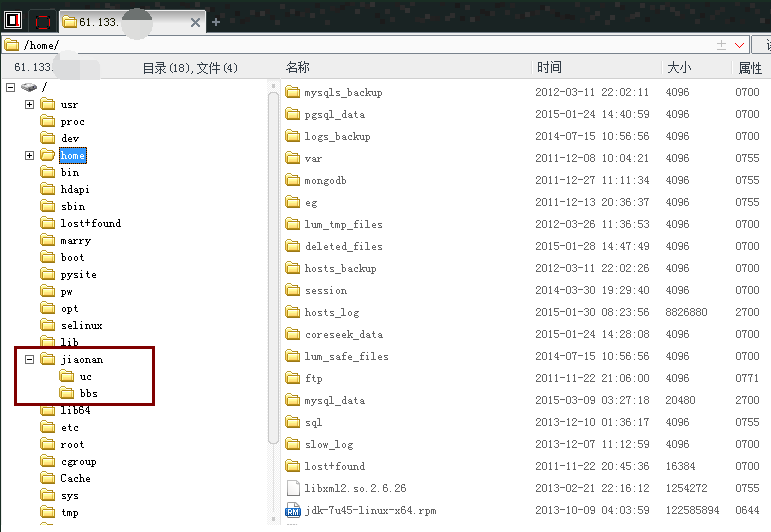 61.133.
/home/
61.133. 目录(18),文件(4) 名称 时间 大小 属性
/
usr
proc
dev
home
bin
hdapi
sbin
lost+found
marry
boot
pysite
pw
opt
selinux
lib
jiaonan
uc
bbs
lib64
etc
root
cgroup
Cache
sys
tmp
mysqls_backup 2012-03-11 22:02:11 4096 0700
pgsql_data 2015-01-24 14:40:59 4096 0700
logs_backup 2014-07-15 10:56:56 4096 0700
var 2011-12-08 10:04:21 4096 0755
mongodb 2011-12-27 11:11:34 4096 0755
eg 2011-12-13 20:36:37 4096 0755
lum_tmp_files 2012-03-26 11:36:53 4096 0700
deleted_files 2015-01-28 14:47:49 4096 0700
hosts_backup 2012-03-11 22:02:26 4096 0700
session 2014-03-30 19:29:40 4096 0700
hosts_log 2015-01-30 08:23:56 8826880 2700
coreseek_data 2015-01-24 14:28:08 4096 0700
lum_safe_files 2014-07-15 10:56:56 4096 0700
ftp 2011-11-22 21:06:00 4096 0771
mysql_data 2015-03-09 03:27:18 20480 2700
sql 2013-12-10 01:36:17 4096 0755
slow_log 2013-12-07 11:12:59 4096 0700
lost+found 2011-11-22 20:45:36 16384 0700
libxml2.so.2.6.26 2013-02-21 22:16:12 1254272 0755
jdk-7u45-linux-x64.rpm 2013-10-09 04:03:59 122585894 0644